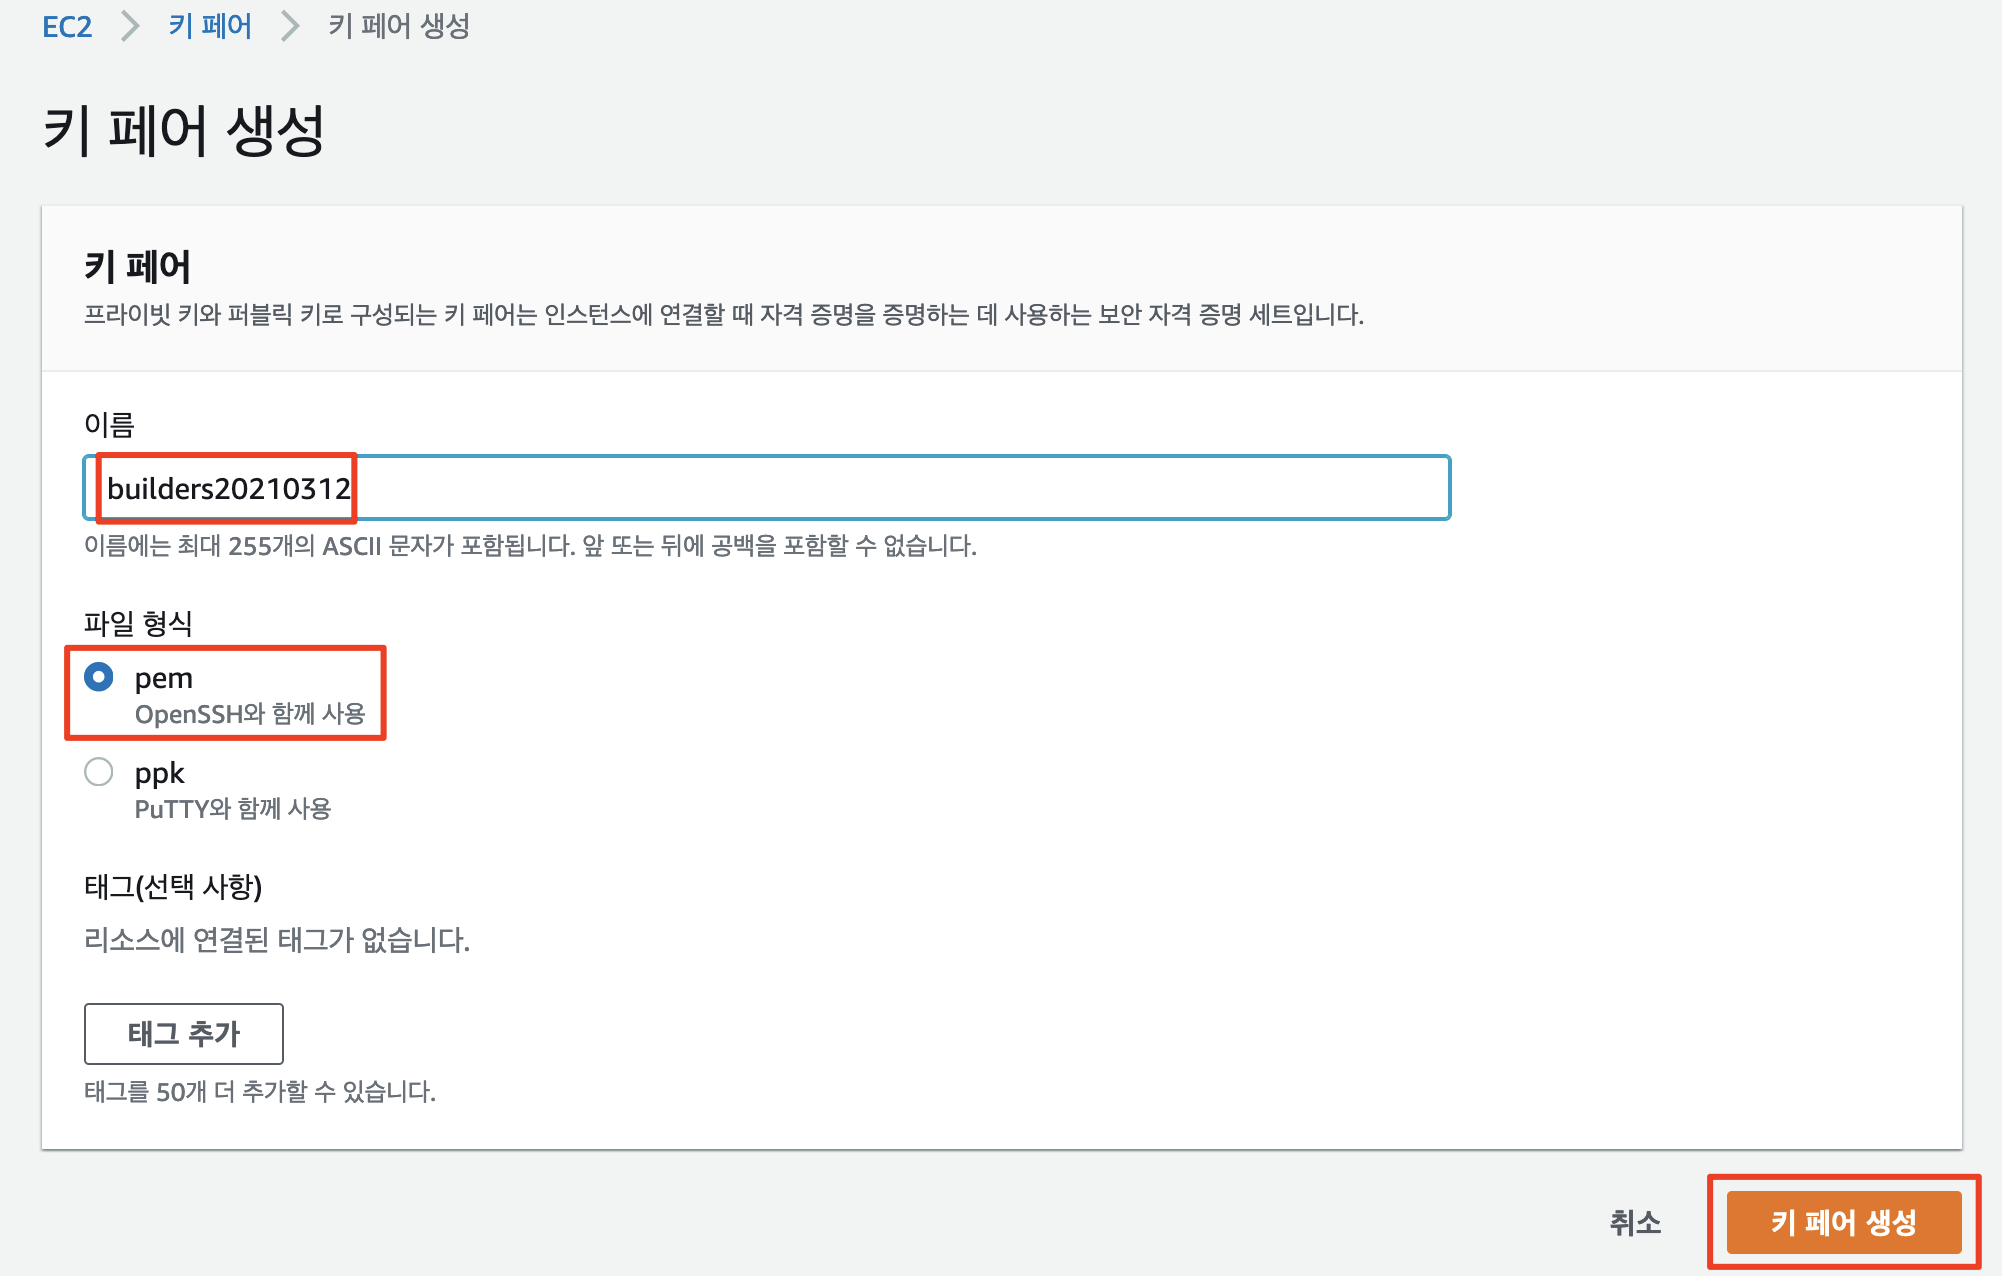 EC2 > 키 페어 > 키 페어 생성
키 페어 생성
키 페어
프라이빗 키와 퍼블릭 키로 구성되는 키 페어는 인스턴스에 연결할 때 자격 증명을 증명하는 데 사용하는 보안 자격 증명 세트입니다.
이름
builders20210312
이름에는 최대 255개의 ASCII 문자가 포함됩니다. 앞 또는 뒤에 공백을 포함할 수 없습니다.
파일 형식
pem
OpenSSH와 함께 사용
ppk
PuTTY와 함께 사용
태그(선택 사항)
리소스에 연결된 태그가 없습니다.
태그 추가
태그를 50개 더 추가할 수 있습니다.
취소 키 페어 생성